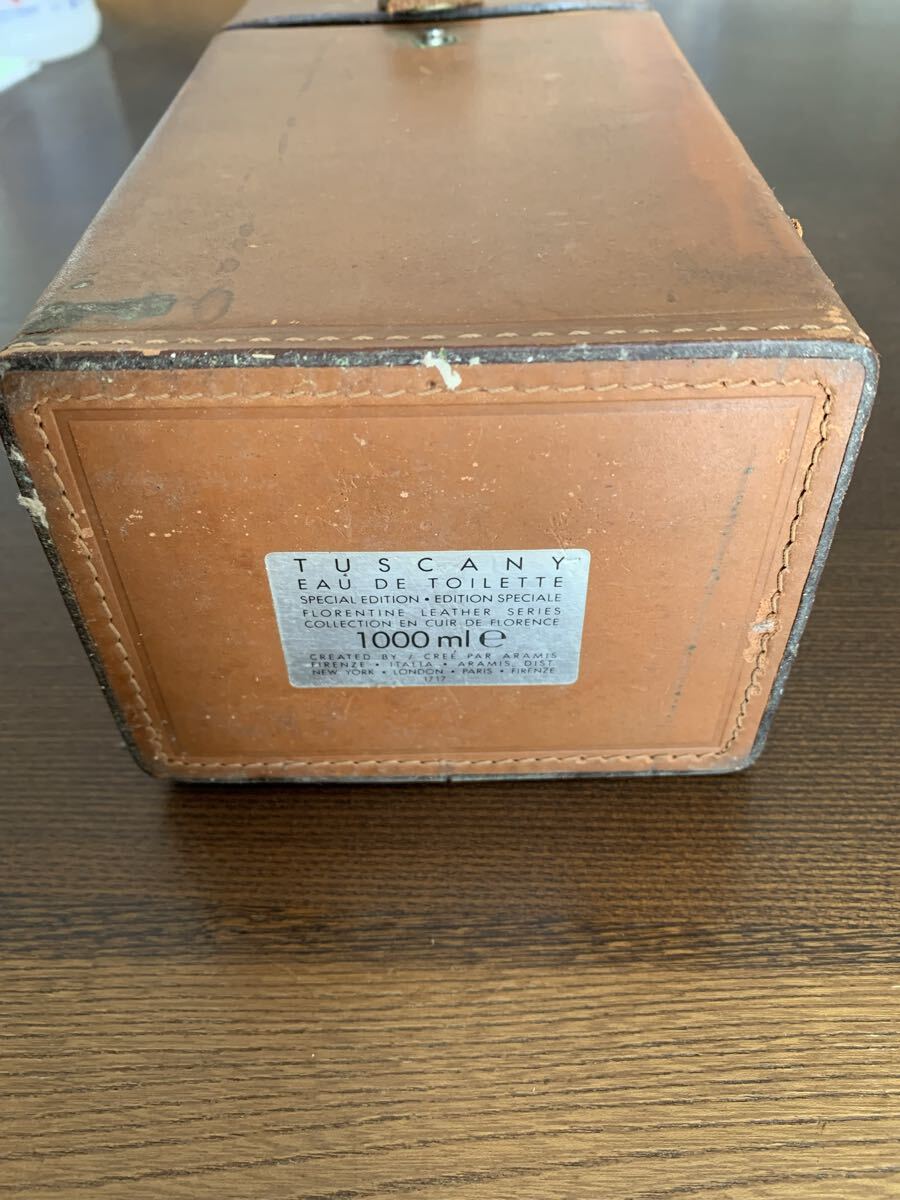 TUSCANY
EAU DE TOILETTE
SPECIAL EDITION • EDITION SPECIALE
FLORENTINE LEATHER SERIES
COLLECTION EN CUIR DE FLORENCE
1000 ml e
CREATED BY / CREÉ PAR ARAMIS
FIRENZE • ITALIA • ARAMIS, DIST.
NEW YORK • LONDON • PARIS • FIRENZE
1717